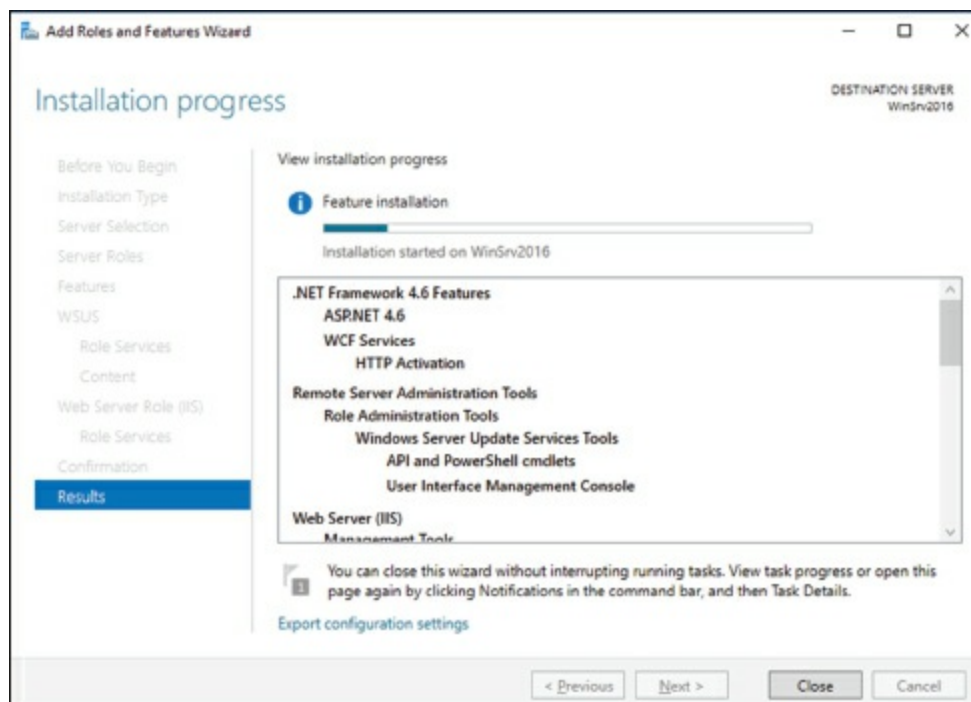 Add Roles and Features Wizard
Installation progress
DESTINATION SERVER
WinSrv2016
Before You Begin
Installation Type
Server Selection
Server Roles
Features
WSUS
Role Services
Content
Web Server Role (IIS)
Role Services
Confirmation
Results
View installation progress
Feature installation
Installation started on WinSrv2016
.NET Framework 4.6 Features
ASP.NET 4.6
WCF Services
HTTP Activation
Remote Server Administration Tools
Role Administration Tools
Windows Server Update Services Tools
API and PowerShell cmdlets
User Interface Management Console
Web Server (IIS)
Management Tools
1
You can close this wizard without interrupting running tasks. View task progress or open this
page again by clicking Notifications in the command bar, and then Task Details.
Export configuration settings
< Previous
Next >
Close
Cancel